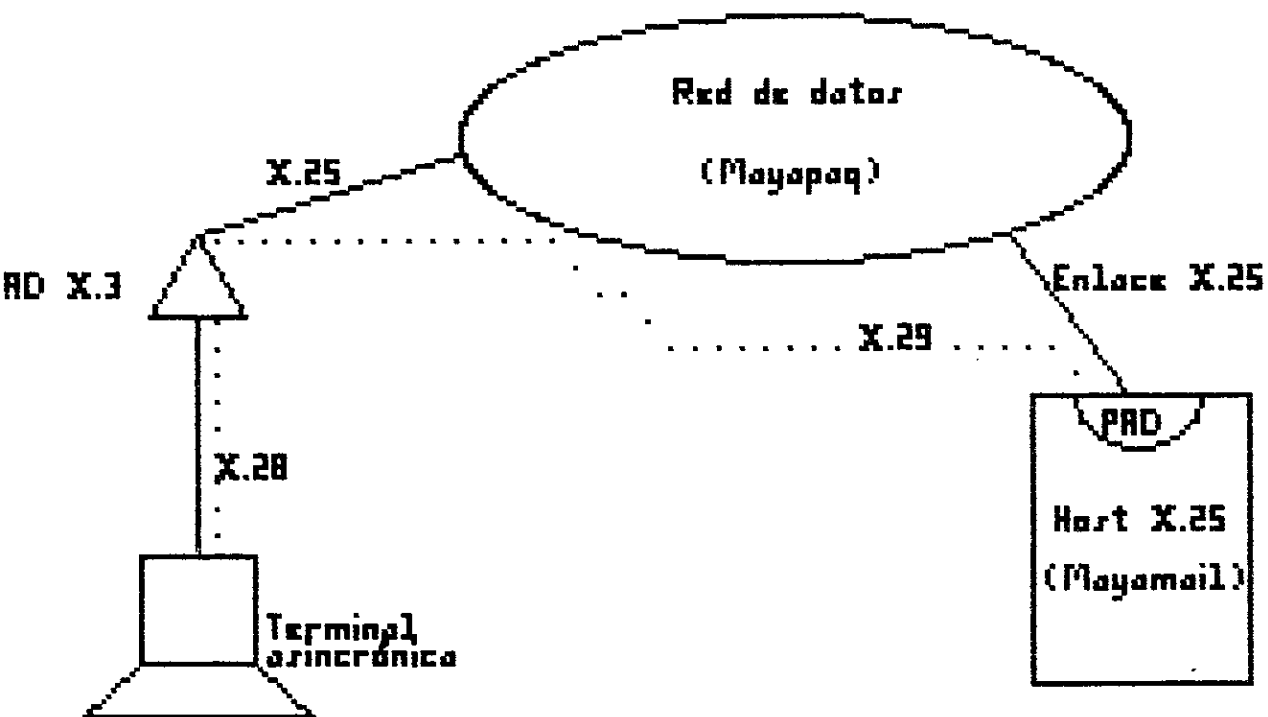 Red de datos
(Mayapaq)
X.25
AD X.3
Enlace X.25
X.29
PAD
X.28
Host X.25
(Mayamail)
Terminal
asincrónica